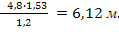 4,8·1,53
1,2
= 6,12 м.